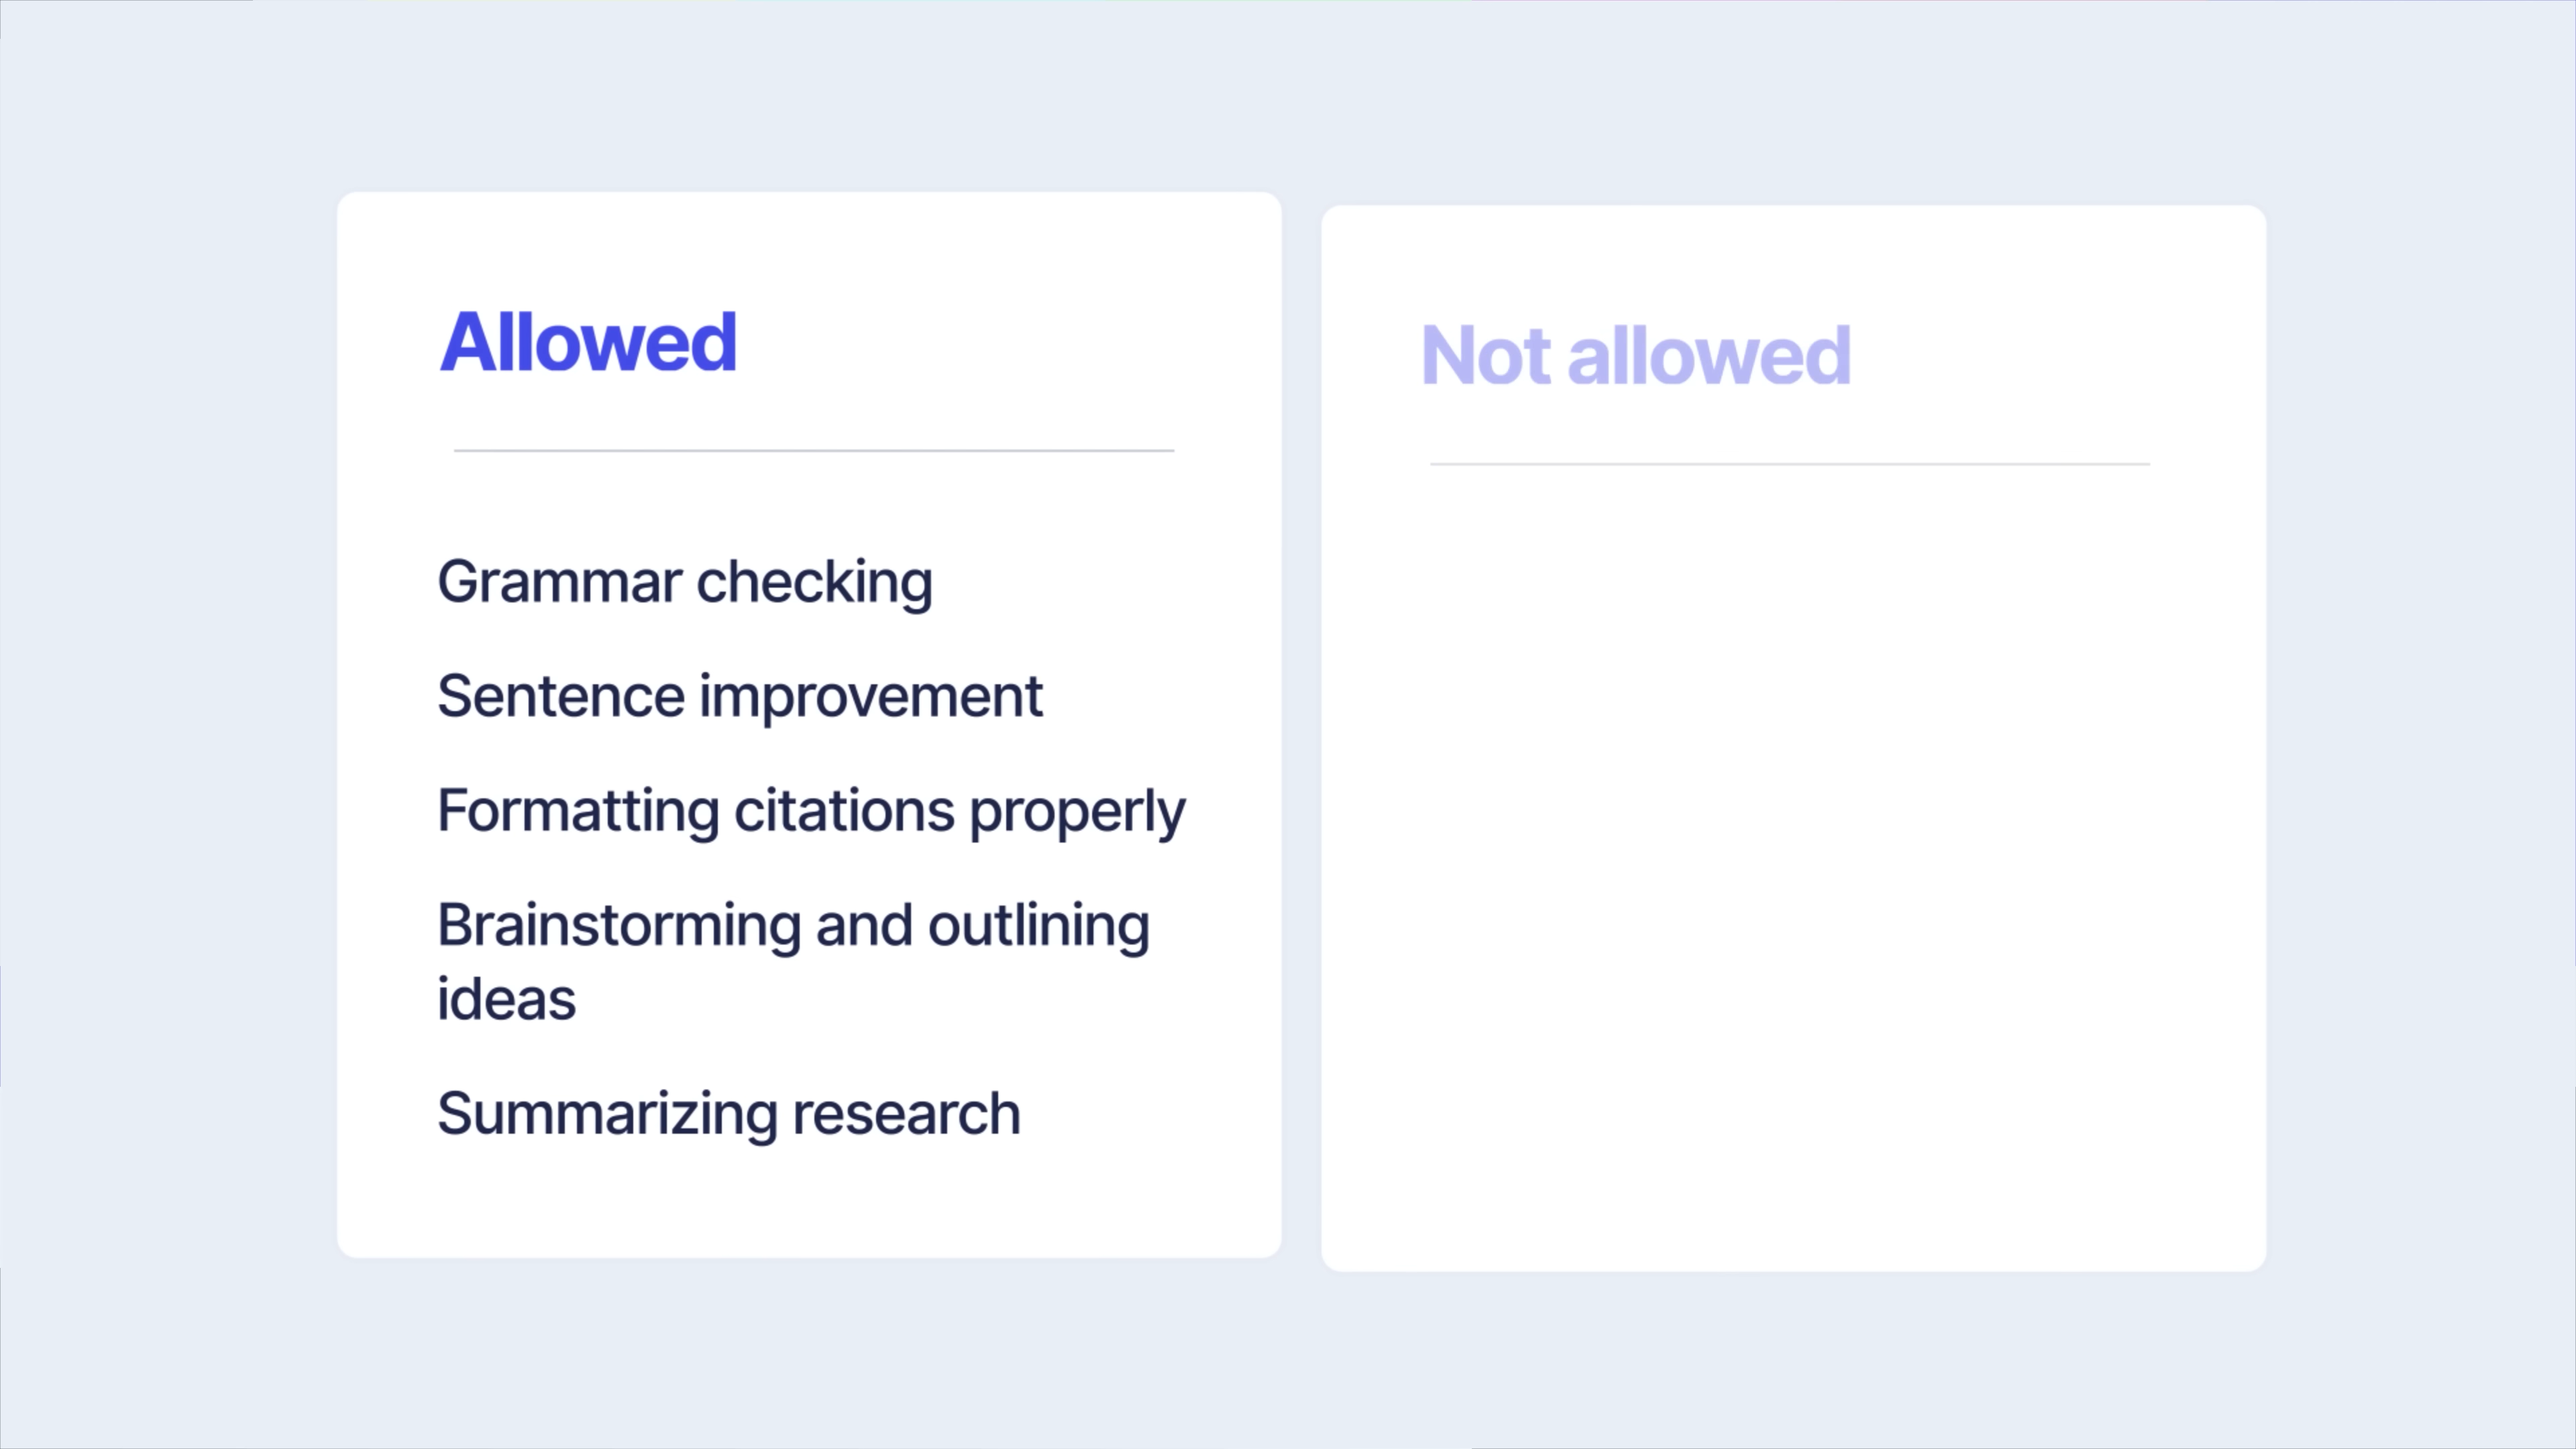 Allowed
Grammar checking
Sentence improvement
Formatting citations properly
Brainstorming and outlining
ideas
Summarizing research
Not allowed